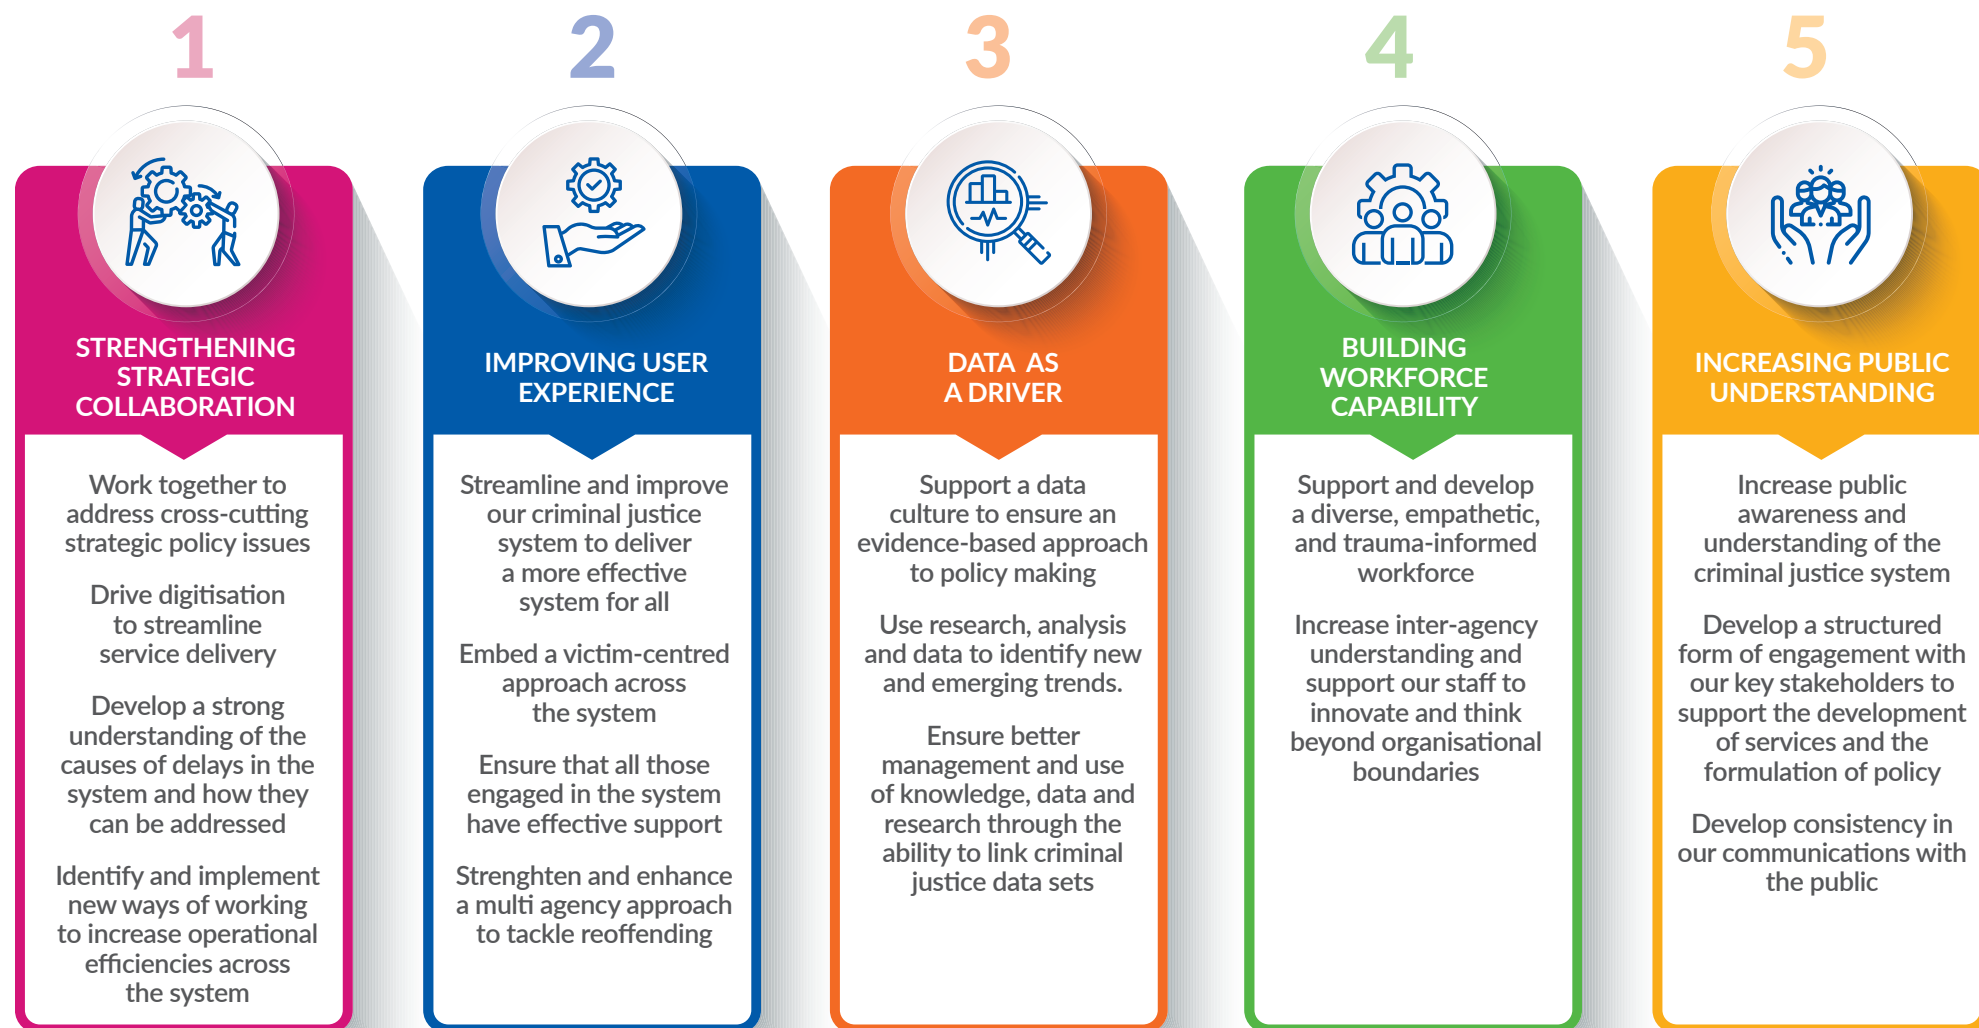 1
STRENGTHENING
STRATEGIC
COLLABORATION
Work together to
address cross-cutting
strategic policy issues
Drive digitisation
to streamline
service delivery
Develop a strong
understanding of the
causes of delays in the
system and how they
can be addressed
Identify and implement
new ways of working
to increase operational
efficiencies across
the system
2
IMPROVING USER
EXPERIENCE
Streamline and improve
our criminal justice
system to deliver
a more effective
system for all
Embed a victim-centred
approach across
the system
Ensure that all those
engaged in the system
have effective support
Strenghten and enhance
a multi agency approach
to tackle reoffending
3
DATA AS
A DRIVER
Support a data
culture to ensure an
evidence-based approach
to policy making
Use research, analysis
and data to identify new
and emerging trends.
Ensure better
management and use
of knowledge, data and
research through the
ability to link criminal
justice data sets
4
BUILDING
WORKFORCE
CAPABILITY
Support and develop
a diverse, empathetic,
and trauma-informed
workforce
Increase inter-agency
understanding and
support our staff to
innovate and think
beyond organisational
boundaries
5
INCREASING PUBLIC
UNDERSTANDING
Increase public
awareness and
understanding of the
criminal justice system
Develop a structured
form of engagement with
our key stakeholders to
support the development
of services and the
formulation of policy
Develop consistency in
our communications with
the public